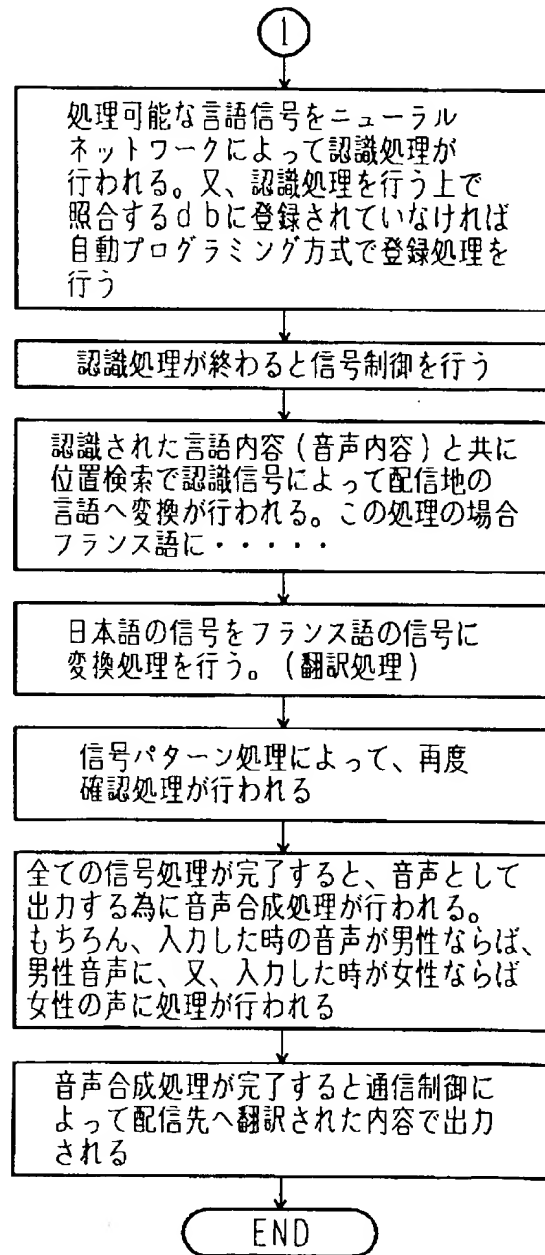 1
処理可能な言語信号をニューラル
ネットワークによって認識処理が
行われる。又、認識処理を行う上で
照合するdbに登録されていなければ
自動プログラミング方式で登録処理を
行う
認識処理が終わると信号制御を行う
認識された言語内容(音声内容)と共に
位置検索で認識信号によって配信地の
言語へ変換が行われる。この処理の場合
フランス語に・・・・・
日本語の信号をフランス語の信号に
変換処理を行う。(翻訳処理)
信号パターン処理によって、再度
確認処理が行われる
全ての信号処理が完了すると、音声として
出力する為に音声合成処理が行われる。
もちろん、入力した時の音声が男性ならば、
男性音声に、又、入力した時が女性ならば
女性の声に処理が行われる
音声合成処理が完了すると通信制御に
よって配信先へ翻訳された内容で出力
される
END